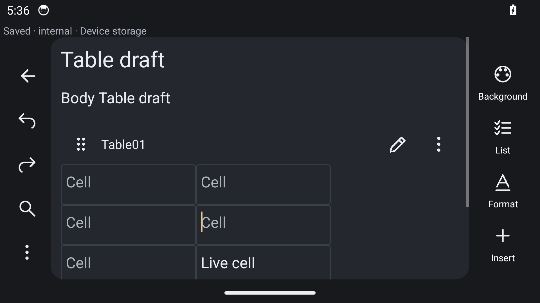 5:36
Saved · internal · Device storage
Table draft
Body Table draft
Table01
Cell Cell
Cell Cell
Cell Live cell
Background
List
Format
Insert